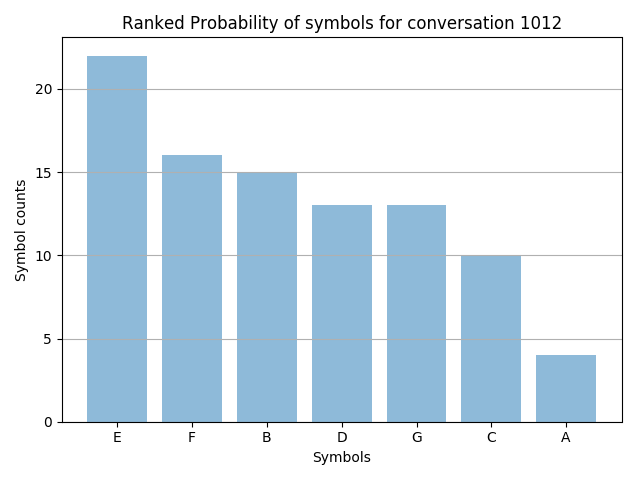 Ranked Probability of symbols for conversation 1012
Symbol counts
20
15
10
5
0
E F B D G C A
Symbols